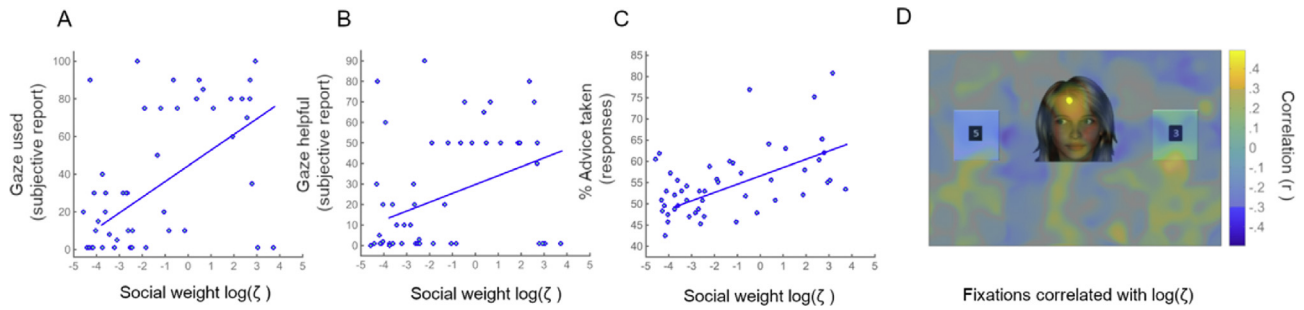 A
B
C
D
Gaze used
(subjective report)
100
80
60
40
20
0
-5 -4 -3 -2 -1 0 1 2 3 4 5
Social weight log(ζ )
Gaze helpful
(subjective report)
90
80
70
60
50
40
30
20
10
0
-5 -4 -3 -2 -1 0 1 2 3 4 5
Social weight log(ζ )
% Advice taken
(responses)
85
80
75
70
65
60
55
50
45
40
-5 -4 -3 -2 -1 0 1 2 3 4 5
Social weight log(ζ )
5
3
.4
.3
.2
.1
0
-.1
-.2
-.3
-.4
Correlation (r )
Fixations correlated with log(ζ)